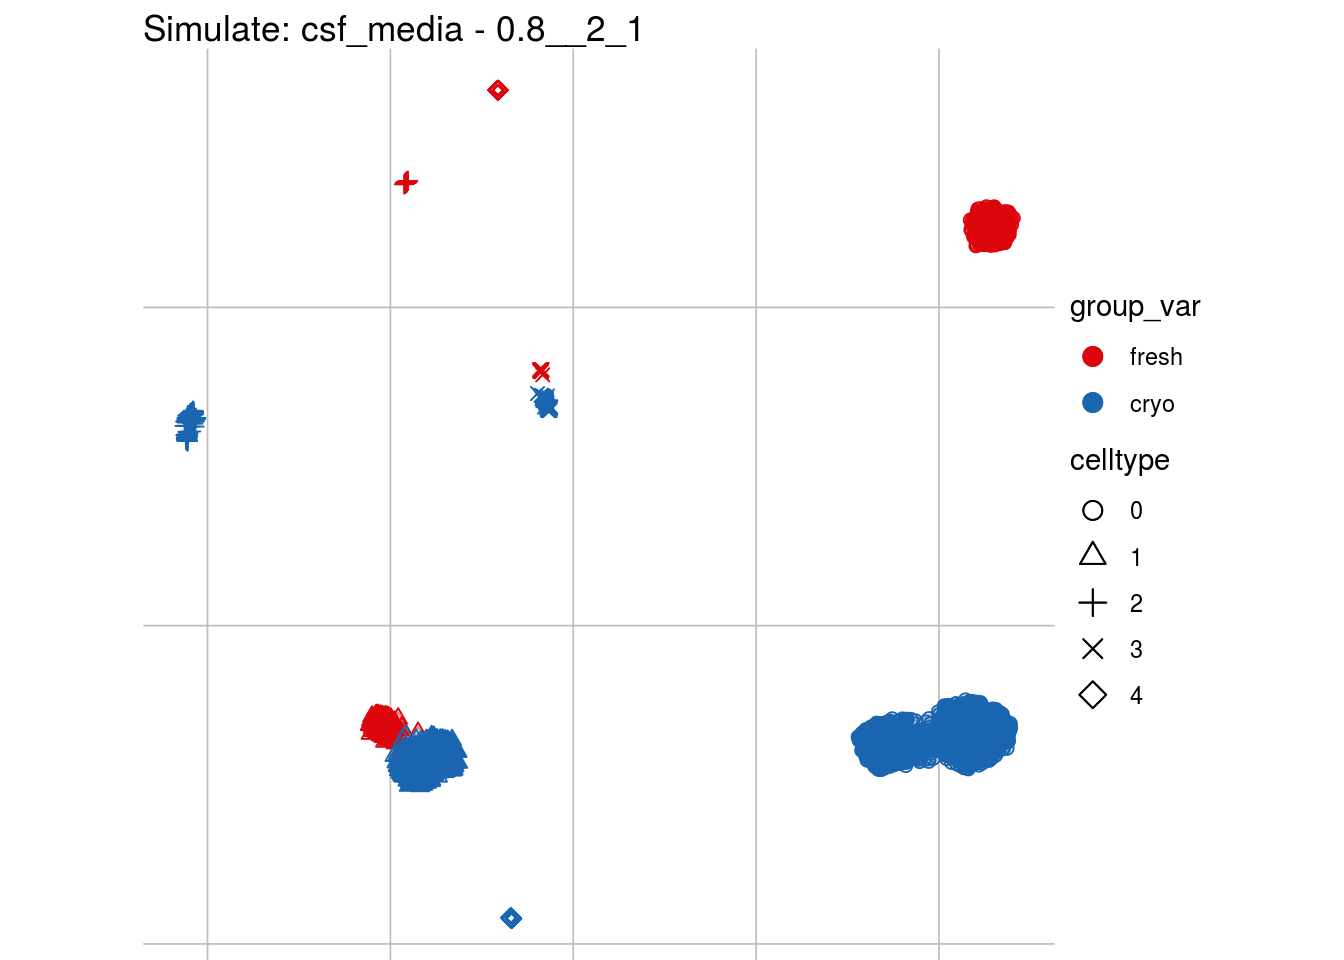 Simulate: csf_media - 0.8__2_1
group_var
fresh
cryo
celltype
0
1
2
3
4